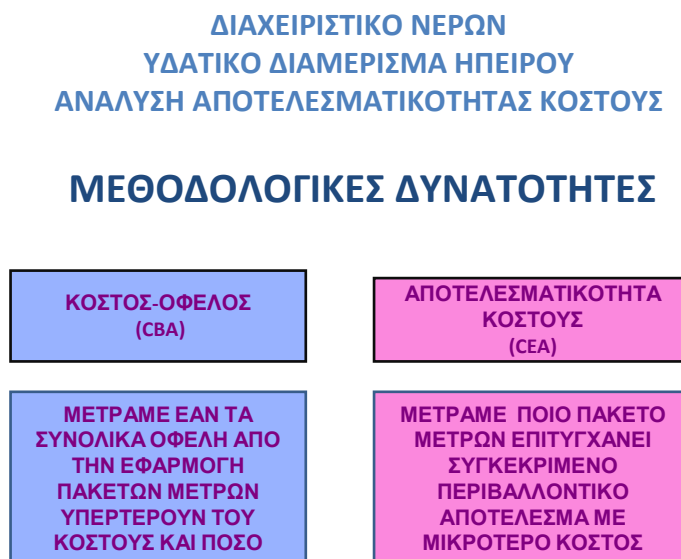 ΔΙΑΧΕΙΡΙΣΤΙΚΟ ΝΕΡΩΝ
ΥΔΑΤΙΚΟ ΔΙΑΜΕΡΙΣΜΑ ΗΠΕΙΡΟΥ
ΑΝΑΛΥΣΗ ΑΠΟΤΕΛΕΣΜΑΤΙΚΟΤΗΤΑΣ ΚΟΣΤΟΥΣ
ΜΕΘΟΔΟΛΟΓΙΚΕΣ ΔΥΝΑΤΟΤΗΤΕΣ
ΚΟΣΤΟΣ-ΟΦΕΛΟΣ
(CBA)
ΑΠΟΤΕΛΕΣΜΑΤΙΚΟΤΗΤΑ
ΚΟΣΤΟΥΣ
(CEA)
ΜΕΤΡΑΜΕ ΕΑΝ ΤΑ
ΣΥΝΟΛΙΚΑ ΟΦΕΛΗ ΑΠΟ
ΤΗΝ ΕΦΑΡΜΟΓΗ
ΠΑΚΕΤΩΝ ΜΕΤΡΩΝ
ΥΠΕΡΤΕΡΟΥΝ ΤΟΥ
ΚΟΣΤΟΥΣ ΚΑΙ ΠΟΣΟ
ΜΕΤΡΑΜΕ ΠΟΙΟ ΠΑΚΕΤΟ
ΜΕΤΡΩΝ ΕΠΙΤΥΓΧΑΝΕΙ
ΣΥΓΚΕΚΡΙΜΕΝΟ
ΠΕΡΙΒΑΛΛΟΝΤΙΚΟ
ΑΠΟΤΕΛΕΣΜΑ ΜΕ
ΜΙΚΡΟΤΕΡΟ ΚΟΣΤΟΣ